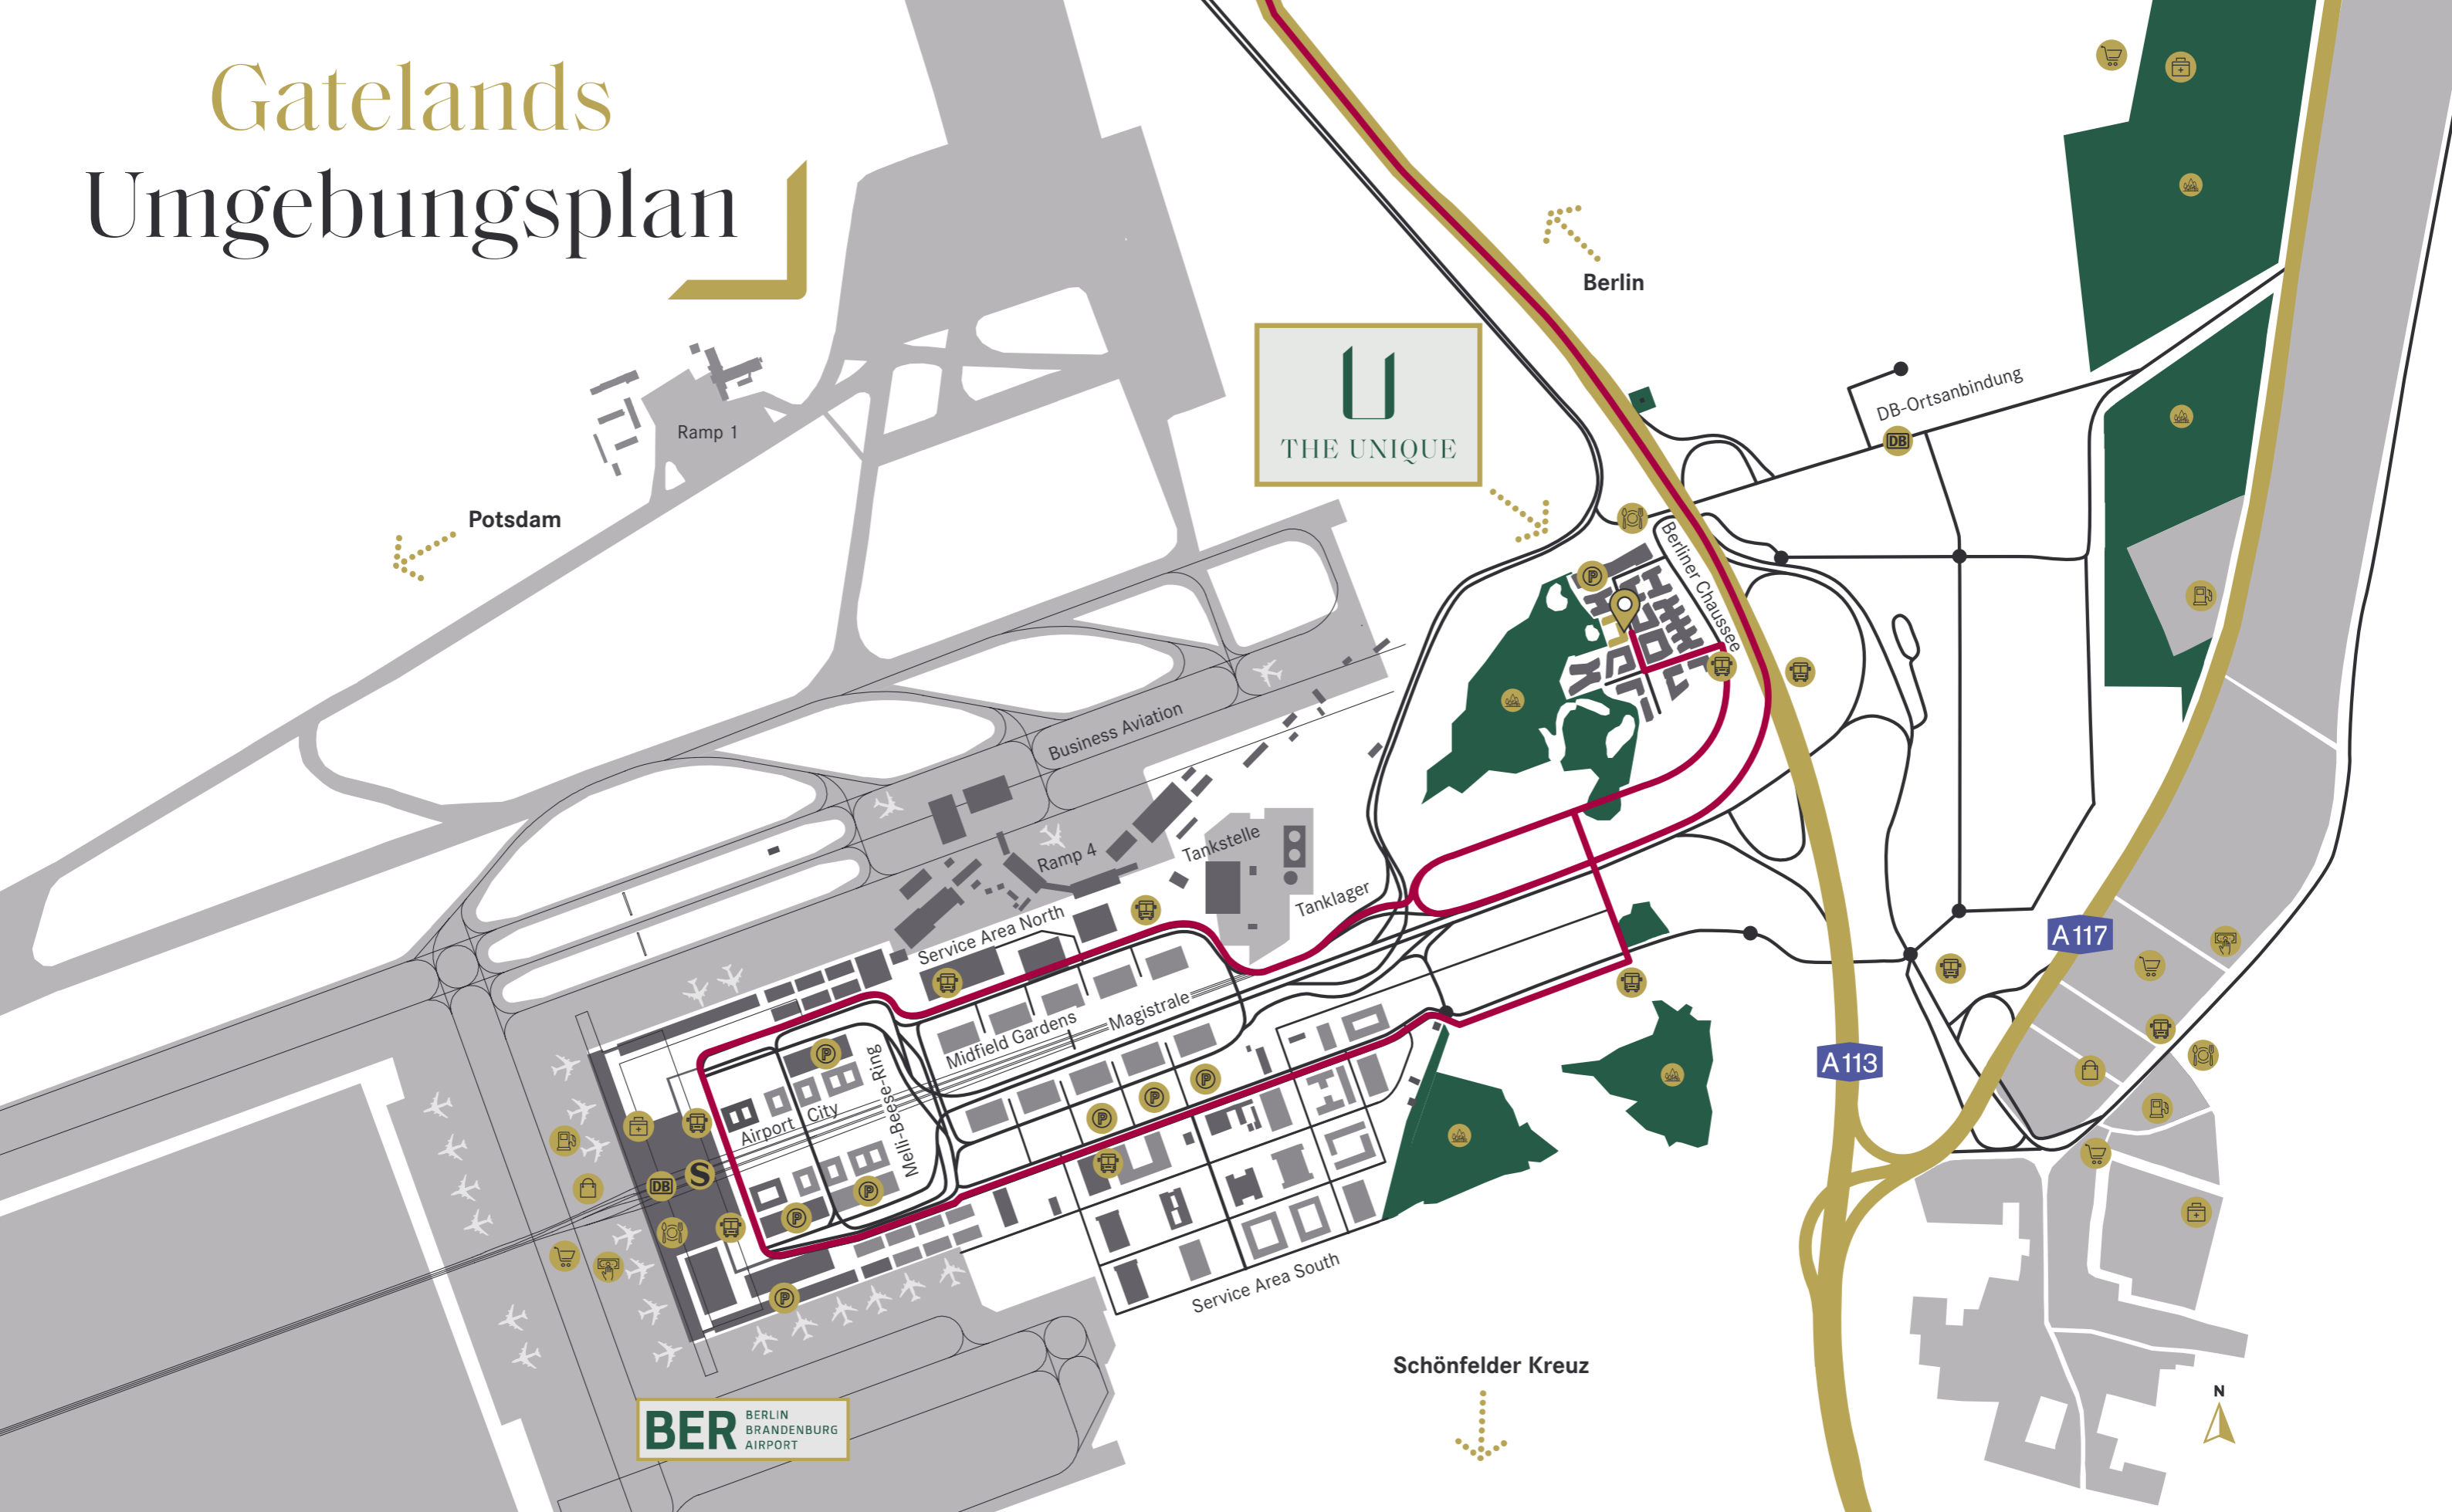 Gatelands
Umgebungsplan
Berlin
THE UNIQUE
DB-Ortsanbindung
DB
Ramp 1
Potsdam
Berliner Chaussee
P
Business Aviation
Ramp 4
Tankstelle
Tanklager
Service Area North
A117
Magistrale
Midfield Gardens
A113
P
Meli-Beese-Ring
Airport City
P
P
P
S
DB
P
P
P
Service Area South
Schönfelder Kreuz
N
BER
BERLIN
BRANDENBURG
AIRPORT